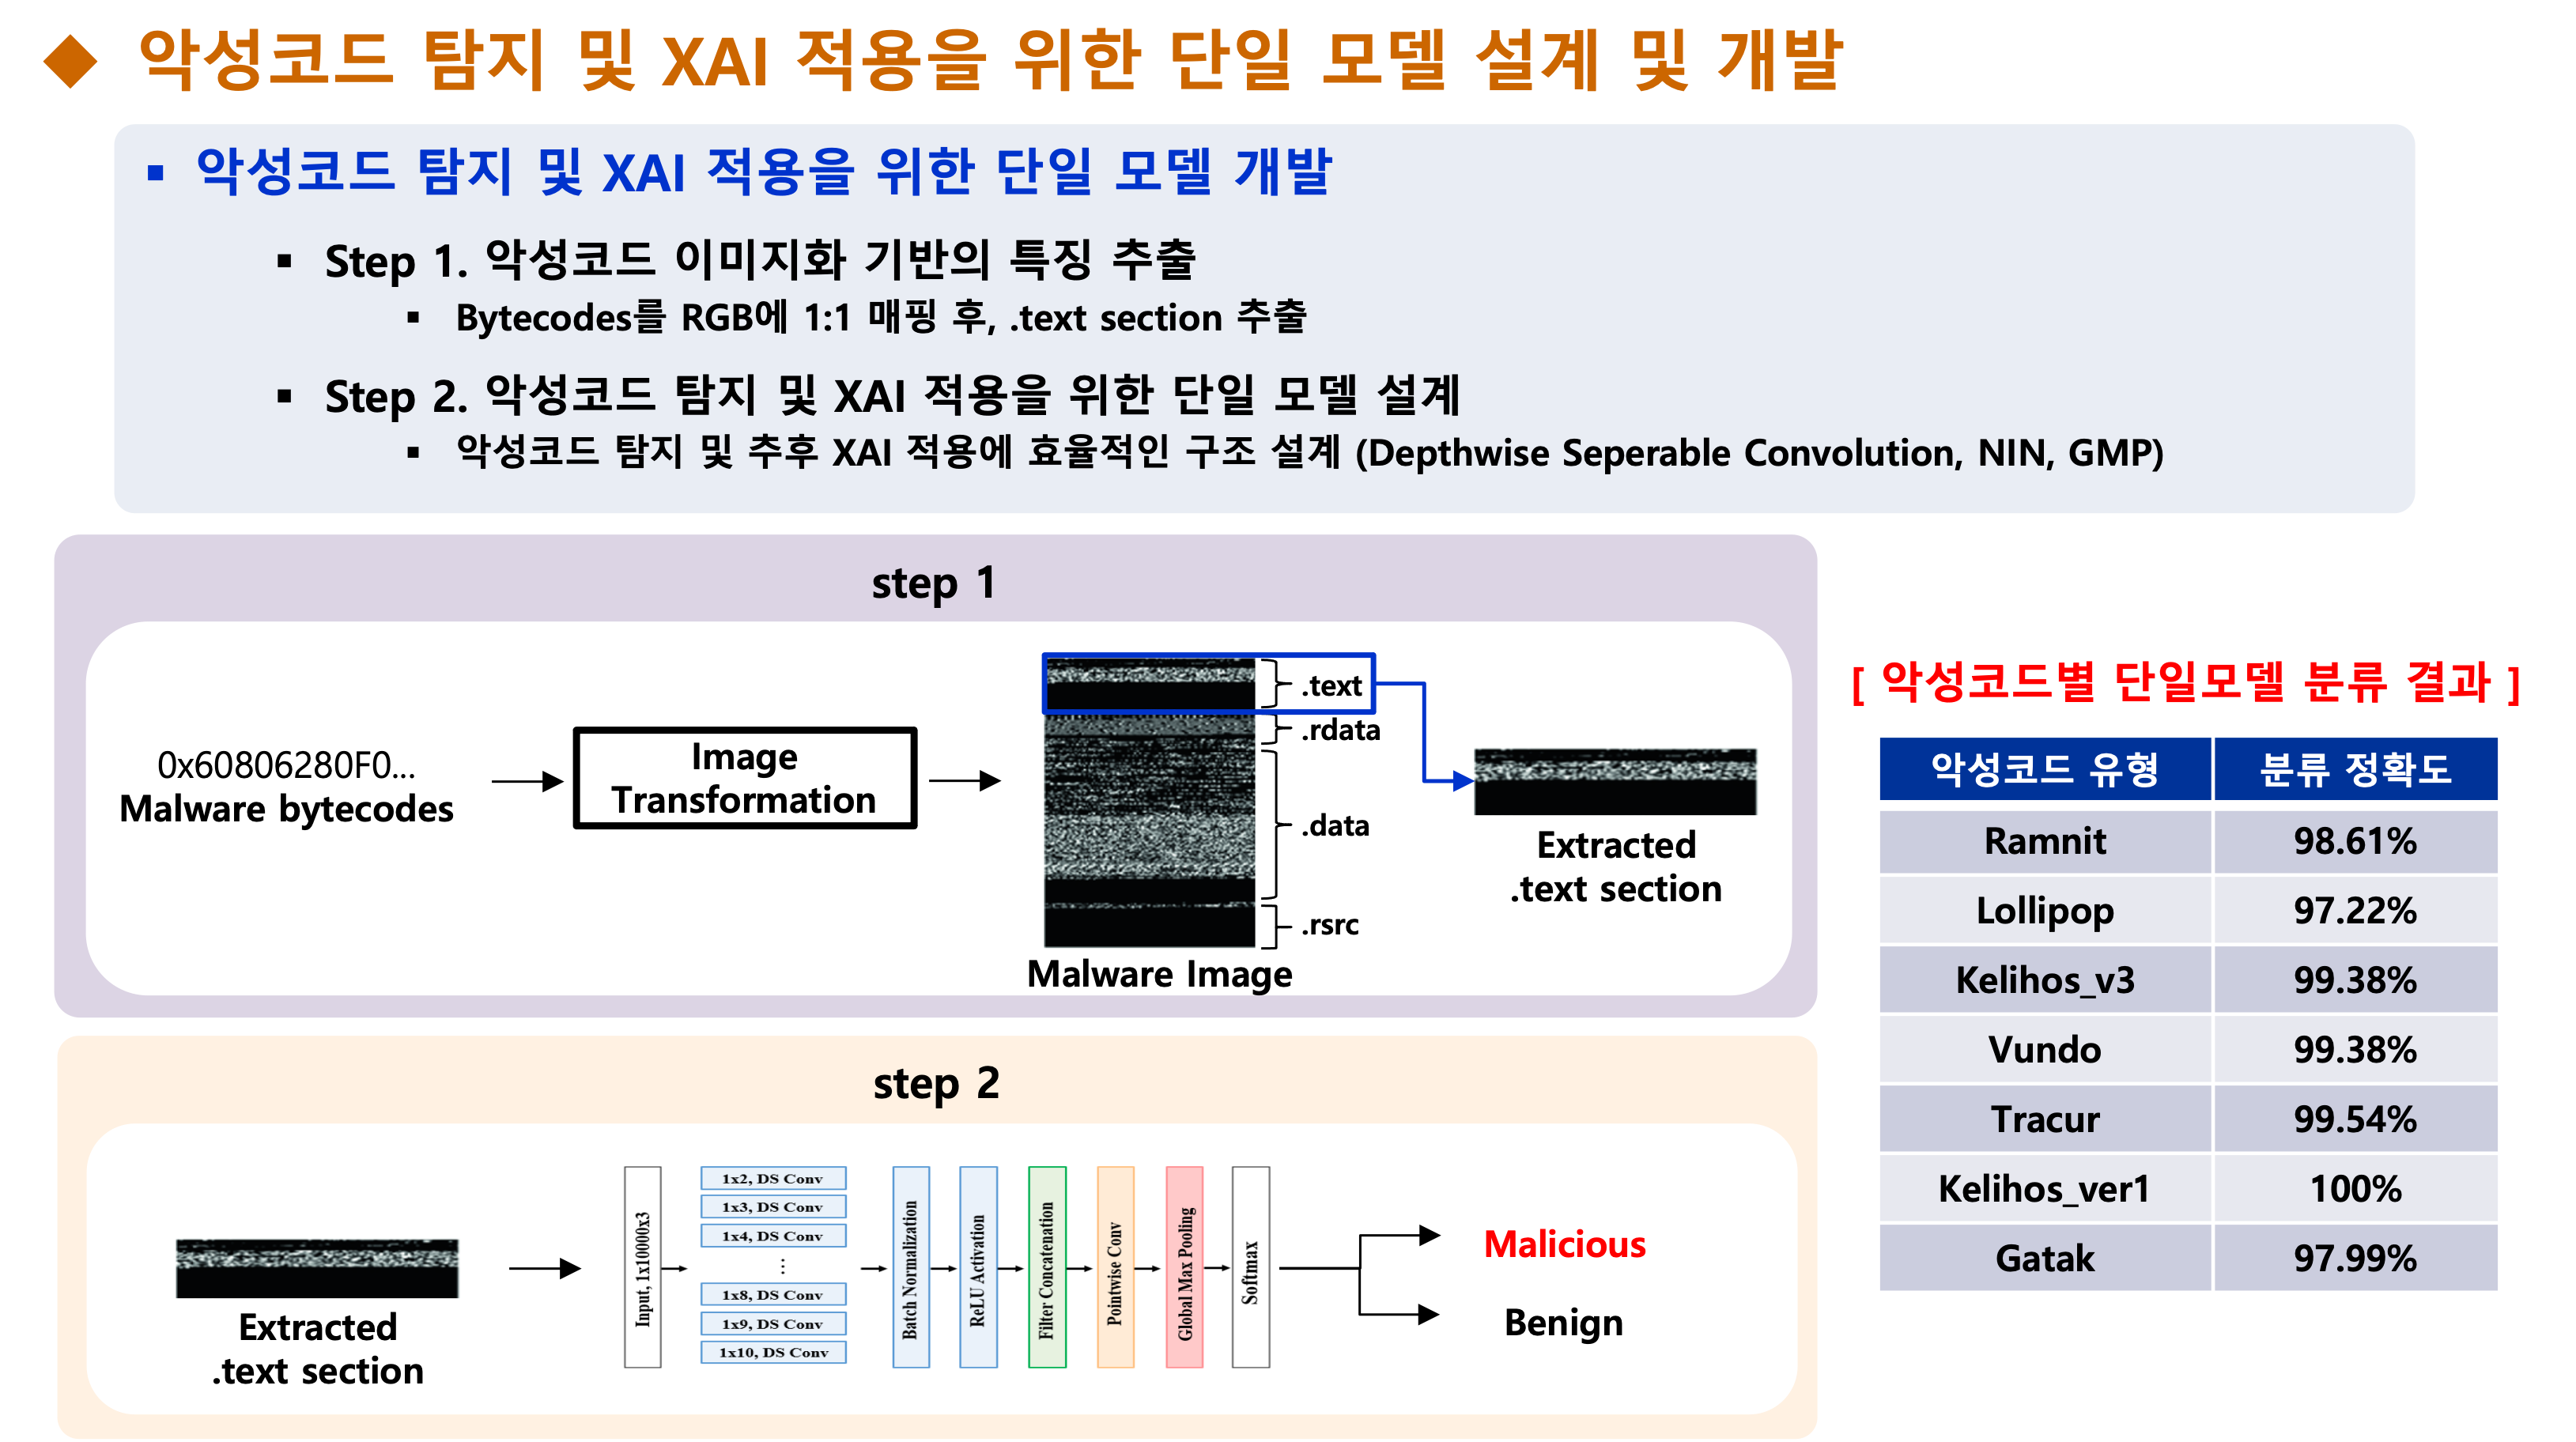 ◆ 악성코드 탐지 및 XAI 적용을 위한 단일 모델 설계 및 개발
▪ 악성코드 탐지 및 XAI 적용을 위한 단일 모델 개발
▪ Step 1. 악성코드 이미지화 기반의 특징 추출
▪ Bytecodes를 RGB에 1:1 매핑 후, .text section 추출
▪ Step 2. 악성코드 탐지 및 XAI 적용을 위한 단일 모델 설계
▪ 악성코드 탐지 및 추후 XAI 적용에 효율적인 구조 설계 (Depthwise Seperable Convolution, NIN, GMP)
step 1
0x60806280F0...
Malware bytecodes
Image
Transformation
.text
.rdata
.data
.rsrc
Malware Image
Extracted
.text section
step 2
Extracted
.text section
Input, 1x10000x3
1x2, DS Conv
1x3, DS Conv
1x4, DS Conv
⋮
1x8, DS Conv
1x9, DS Conv
1x10, DS Conv
Batch Normalization
ReLU Activation
Filter Concatenation
Pointwise Conv
Global Max Pooling
Softmax
Malicious
Benign
[ 악성코드별 단일모델 분류 결과 ]
악성코드 유형 분류 정확도
Ramnit 98.61%
Lollipop 97.22%
Kelihos_v3 99.38%
Vundo 99.38%
Tracur 99.54%
Kelihos_ver1 100%
Gatak 97.99%